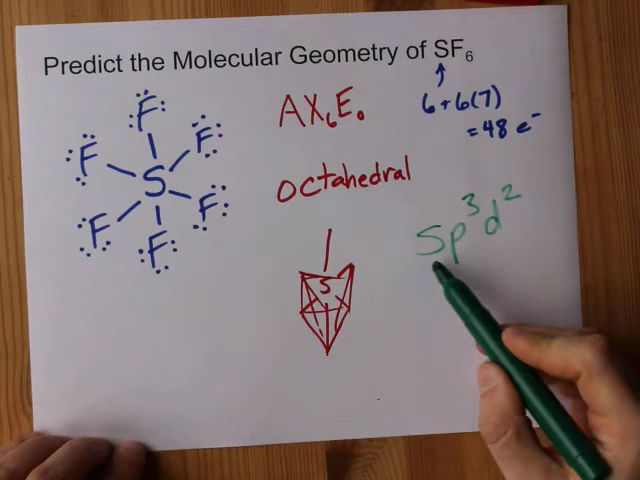 Predict the Molecular Geometry of SF₆
6+6(7)
=48 e⁻
AX₆E₀
Octahedral
sp³d²
F
F F
S
F F
F
S